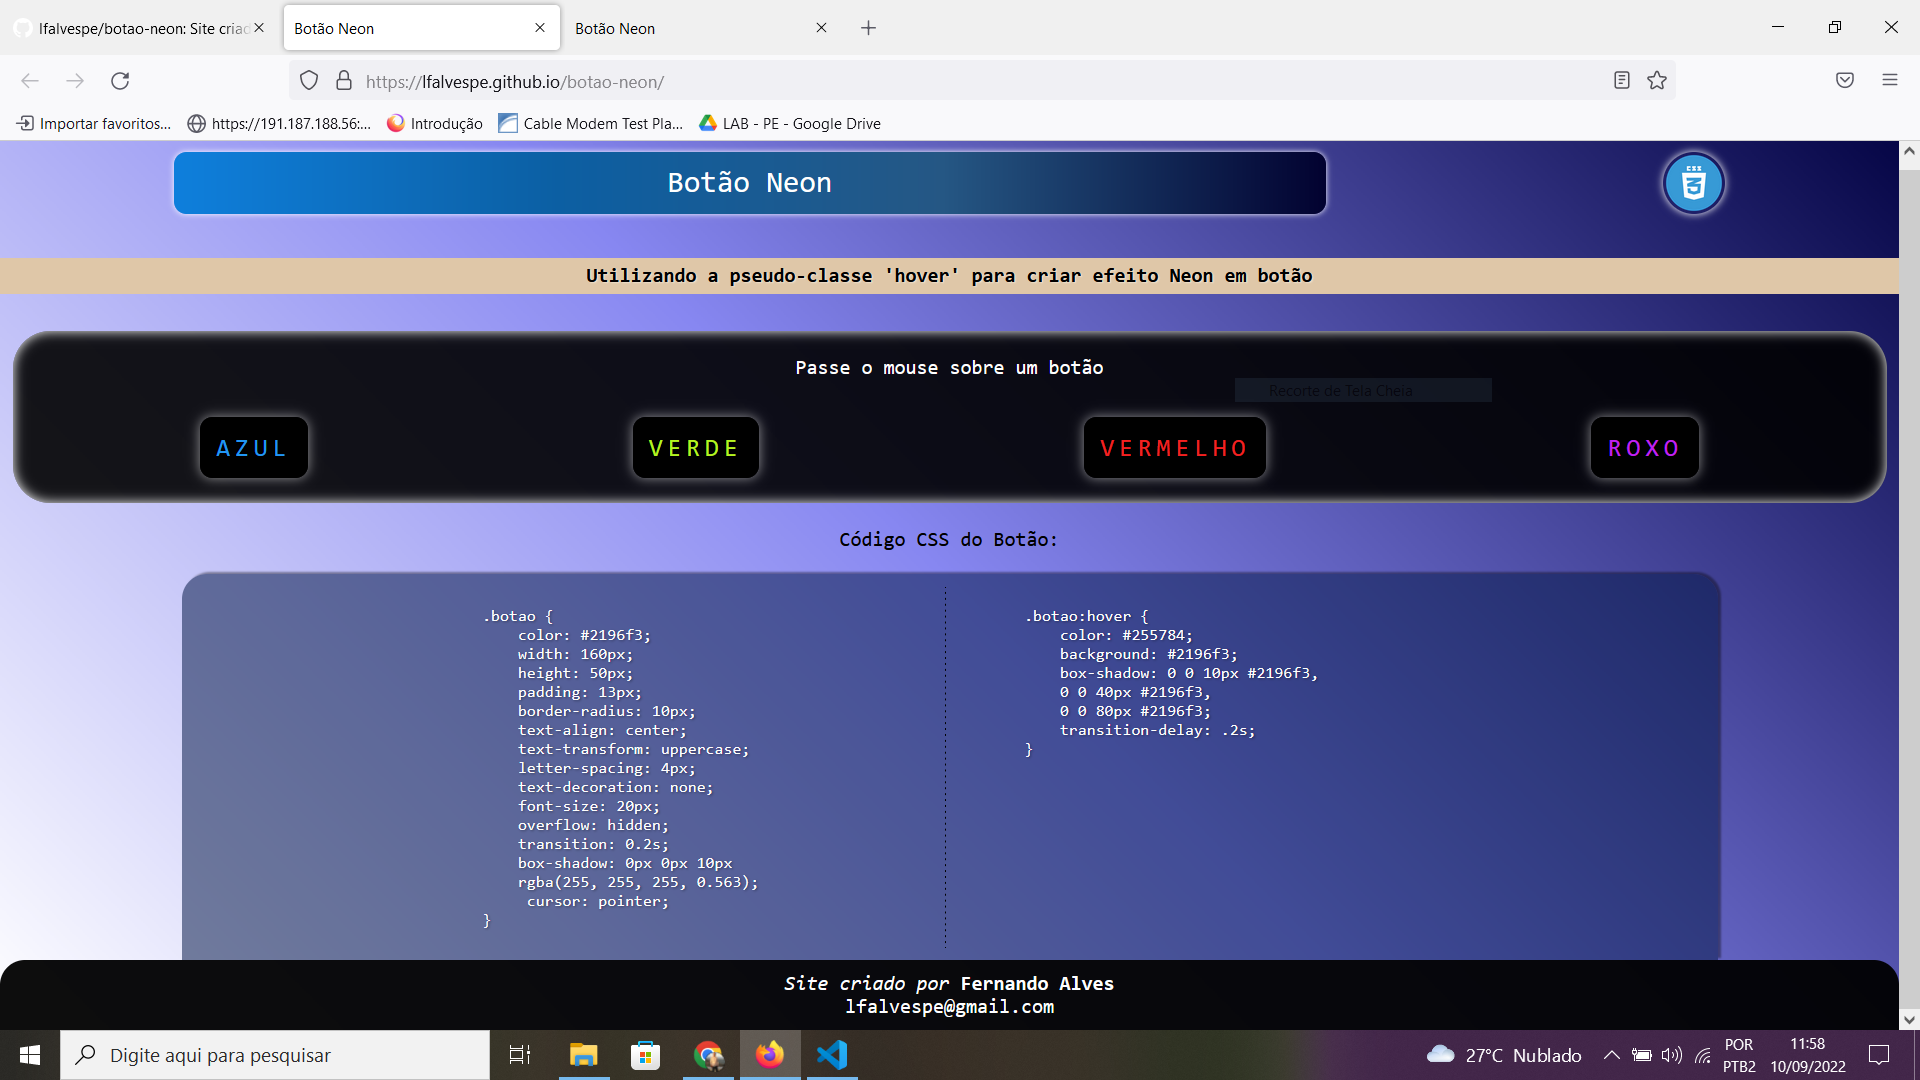 lfalvespe/botao-neon: Site criad
Botão Neon
Botão Neon
https://lfalvespe.github.io/botao-neon/
Importar favoritos...
https://191.187.188.56:...
Introdução
Cable Modem Test Pla...
LAB - PE - Google Drive
Botão Neon
CSS
3
Utilizando a pseudo-classe 'hover' para criar efeito Neon em botão
Passe o mouse sobre um botão
Recorte de Tela Cheia
AZUL
VERDE
VERMELHO
ROXO
Código CSS do Botão:
.botao {
color: #2196f3;
width: 160px;
height: 50px;
padding: 13px;
border-radius: 10px;
text-align: center;
text-transform: uppercase;
letter-spacing: 4px;
text-decoration: none;
font-size: 20px;
overflow: hidden;
transition: 0.2s;
box-shadow: 0px 0px 10px
rgba(255, 255, 255, 0.563);
cursor: pointer;
}
.botao:hover {
color: #255784;
background: #2196f3;
box-shadow: 0 0 10px #2196f3,
0 0 40px #2196f3,
0 0 80px #2196f3;
transition-delay: .2s;
}
Site criado por Fernando Alves
lfalvespe@gmail.com
Digite aqui para pesquisar
27°C Nublado
POR
PTB2
11:58
10/09/2022